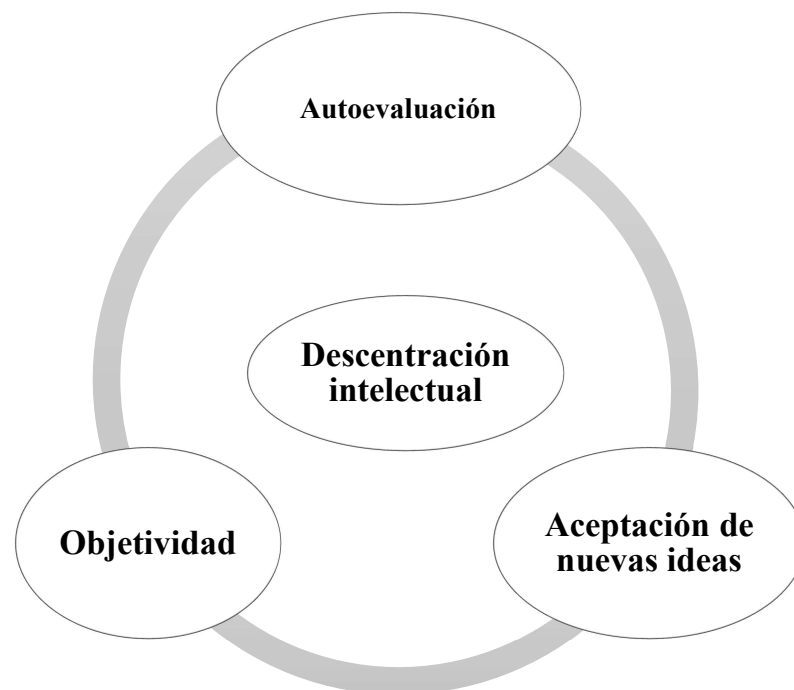 Autoevaluación
Descentración
intelectual
Objetividad
Aceptación de
nuevas ideas